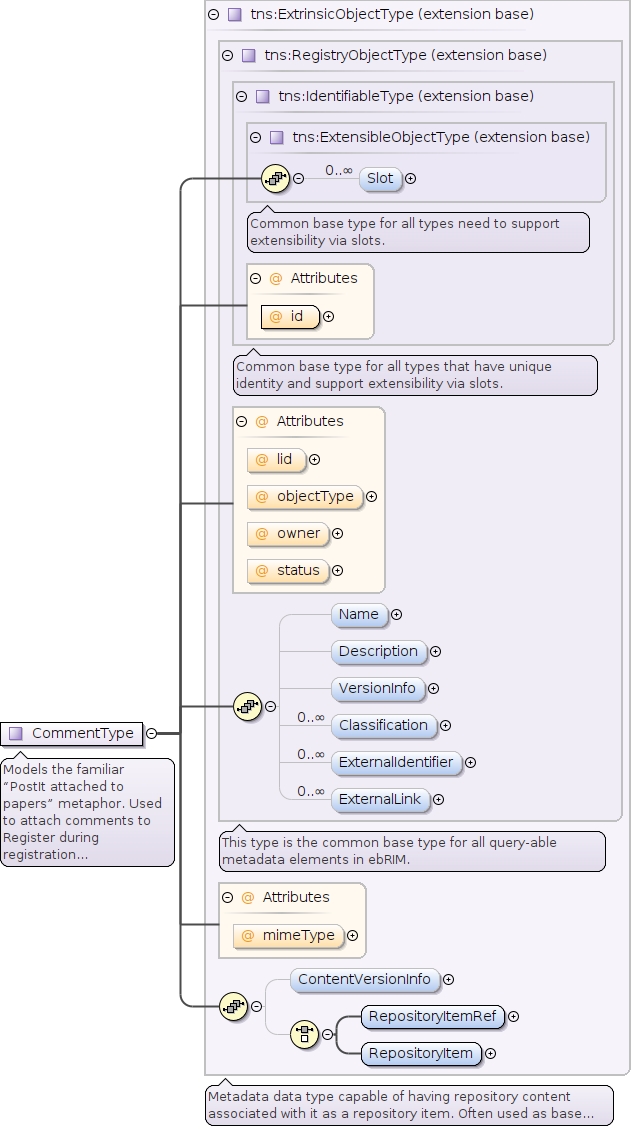 tns:ExtrinsicObjectType (extension base)
tns:RegistryObjectType (extension base)
tns:IdentifiableType (extension base)
tns:ExtensibleObjectType (extension base)
0..∞
Slot
Common base type for all types need to support
extensibility via slots.
@ Attributes
@ id
Common base type for all types that have unique
identity and support extensibility via slots.
@ Attributes
@ lid
@ objectType
@ owner
@ status
Name
Description
VersionInfo
0..∞
Classification
0..∞
ExternalIdentifier
0..∞
ExternalLink
CommentType
Models the familiar
“PostIt attached to
papers” metaphor. Used
to attach comments to
Register during
registration...
This type is the common base type for all query-able
metadata elements in ebRIM.
@ Attributes
@ mimeType
ContentVersionInfo
RepositoryItemRef
RepositoryItem
Metadata data type capable of having repository content
associated with it as a repository item. Often used as base...